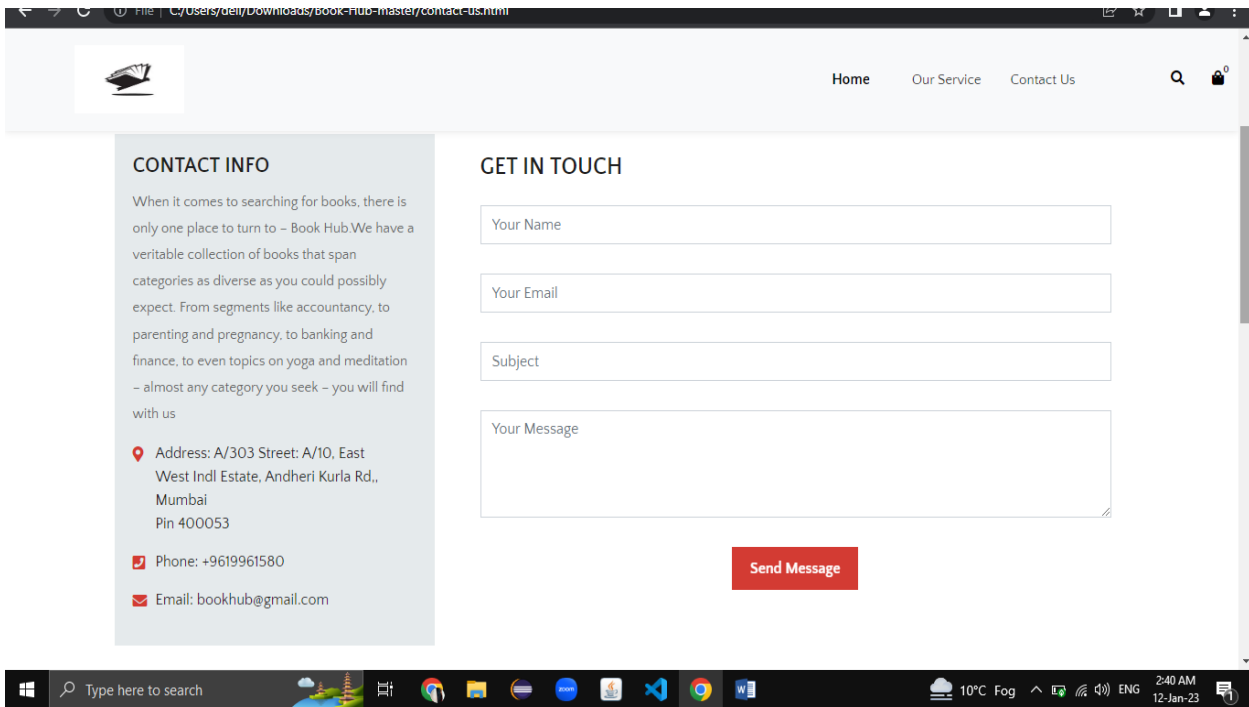 File | C:/Users/dell/Downloads/Book-Hub-master/contact-us.html
Home Our Service Contact Us 0
CONTACT INFO
When it comes to searching for books, there is
only one place to turn to – Book Hub.We have a
veritable collection of books that span
categories as diverse as you could possibly
expect. From segments like accountancy, to
parenting and pregnancy, to banking and
finance, to even topics on yoga and meditation
– almost any category you seek – you will find
with us
Address: A/303 Street: A/10, East
West Indl Estate, Andheri Kurla Rd,,
Mumbai
Pin 400053
Phone: +9619961580
Email: bookhub@gmail.com
GET IN TOUCH
Your Name
Your Email
Subject
Your Message
Send Message
Type here to search
zoom
W
10°C Fog
ENG
2:40 AM
12-Jan-23
1